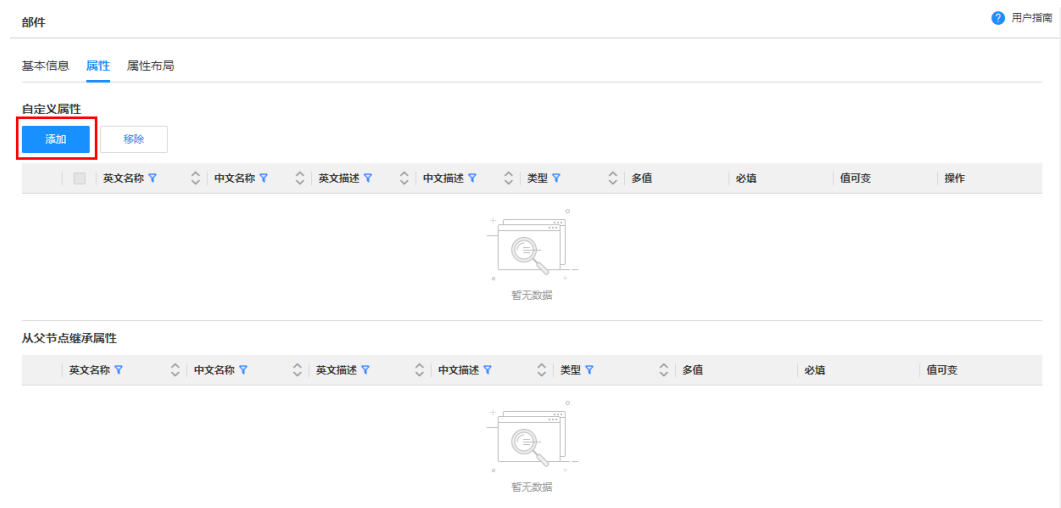 部件
? 用户指南
基本信息 属性 属性布局
自定义属性
添加 移除
英文名称 中文名称 英文描述 中文描述 类型 多值 必填 值可变 操作
暂无数据
从父节点继承属性
英文名称 中文名称 英文描述 中文描述 类型 多值 必填 值可变
暂无数据